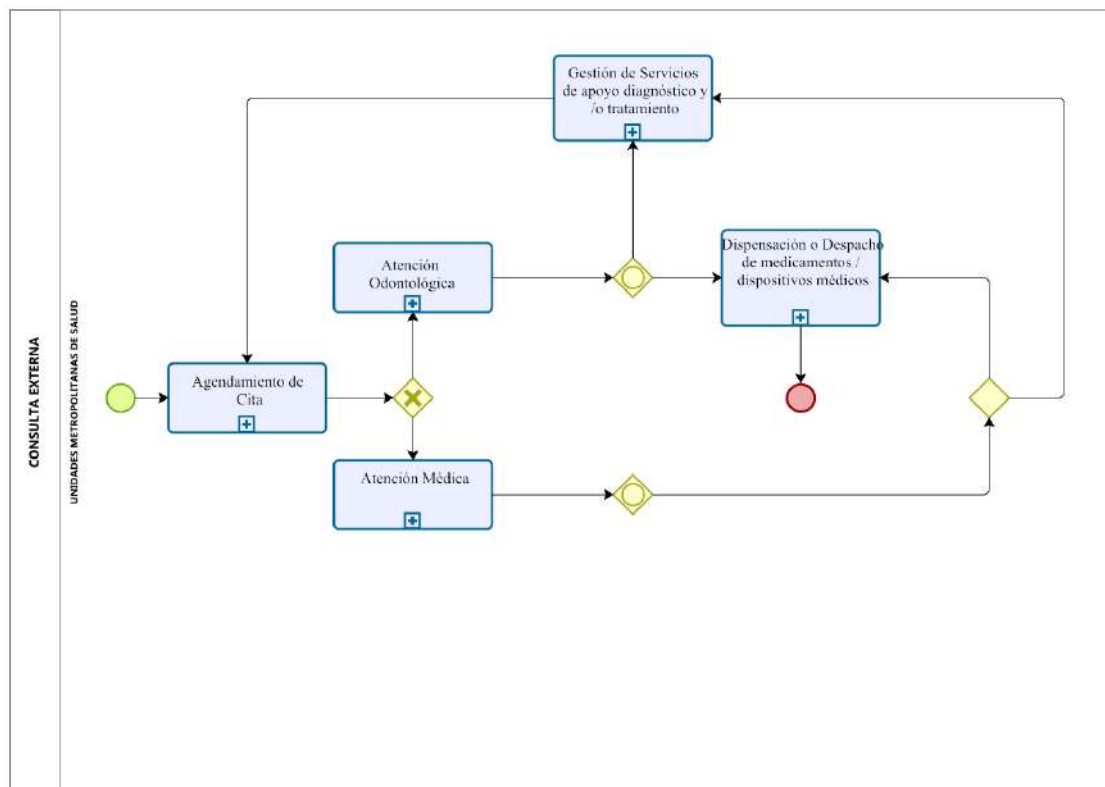 CONSULTA EXTERNA
UNIDADES METROPOLITANAS DE SALUD
Gestión de Servicios
de apoyo diagnóstico y
/o tratamiento
Atención
Odontológica
Dispensación o Despacho
de medicamentos /
dispositivos médicos
Agendamiento de
Cita
Atención Médica